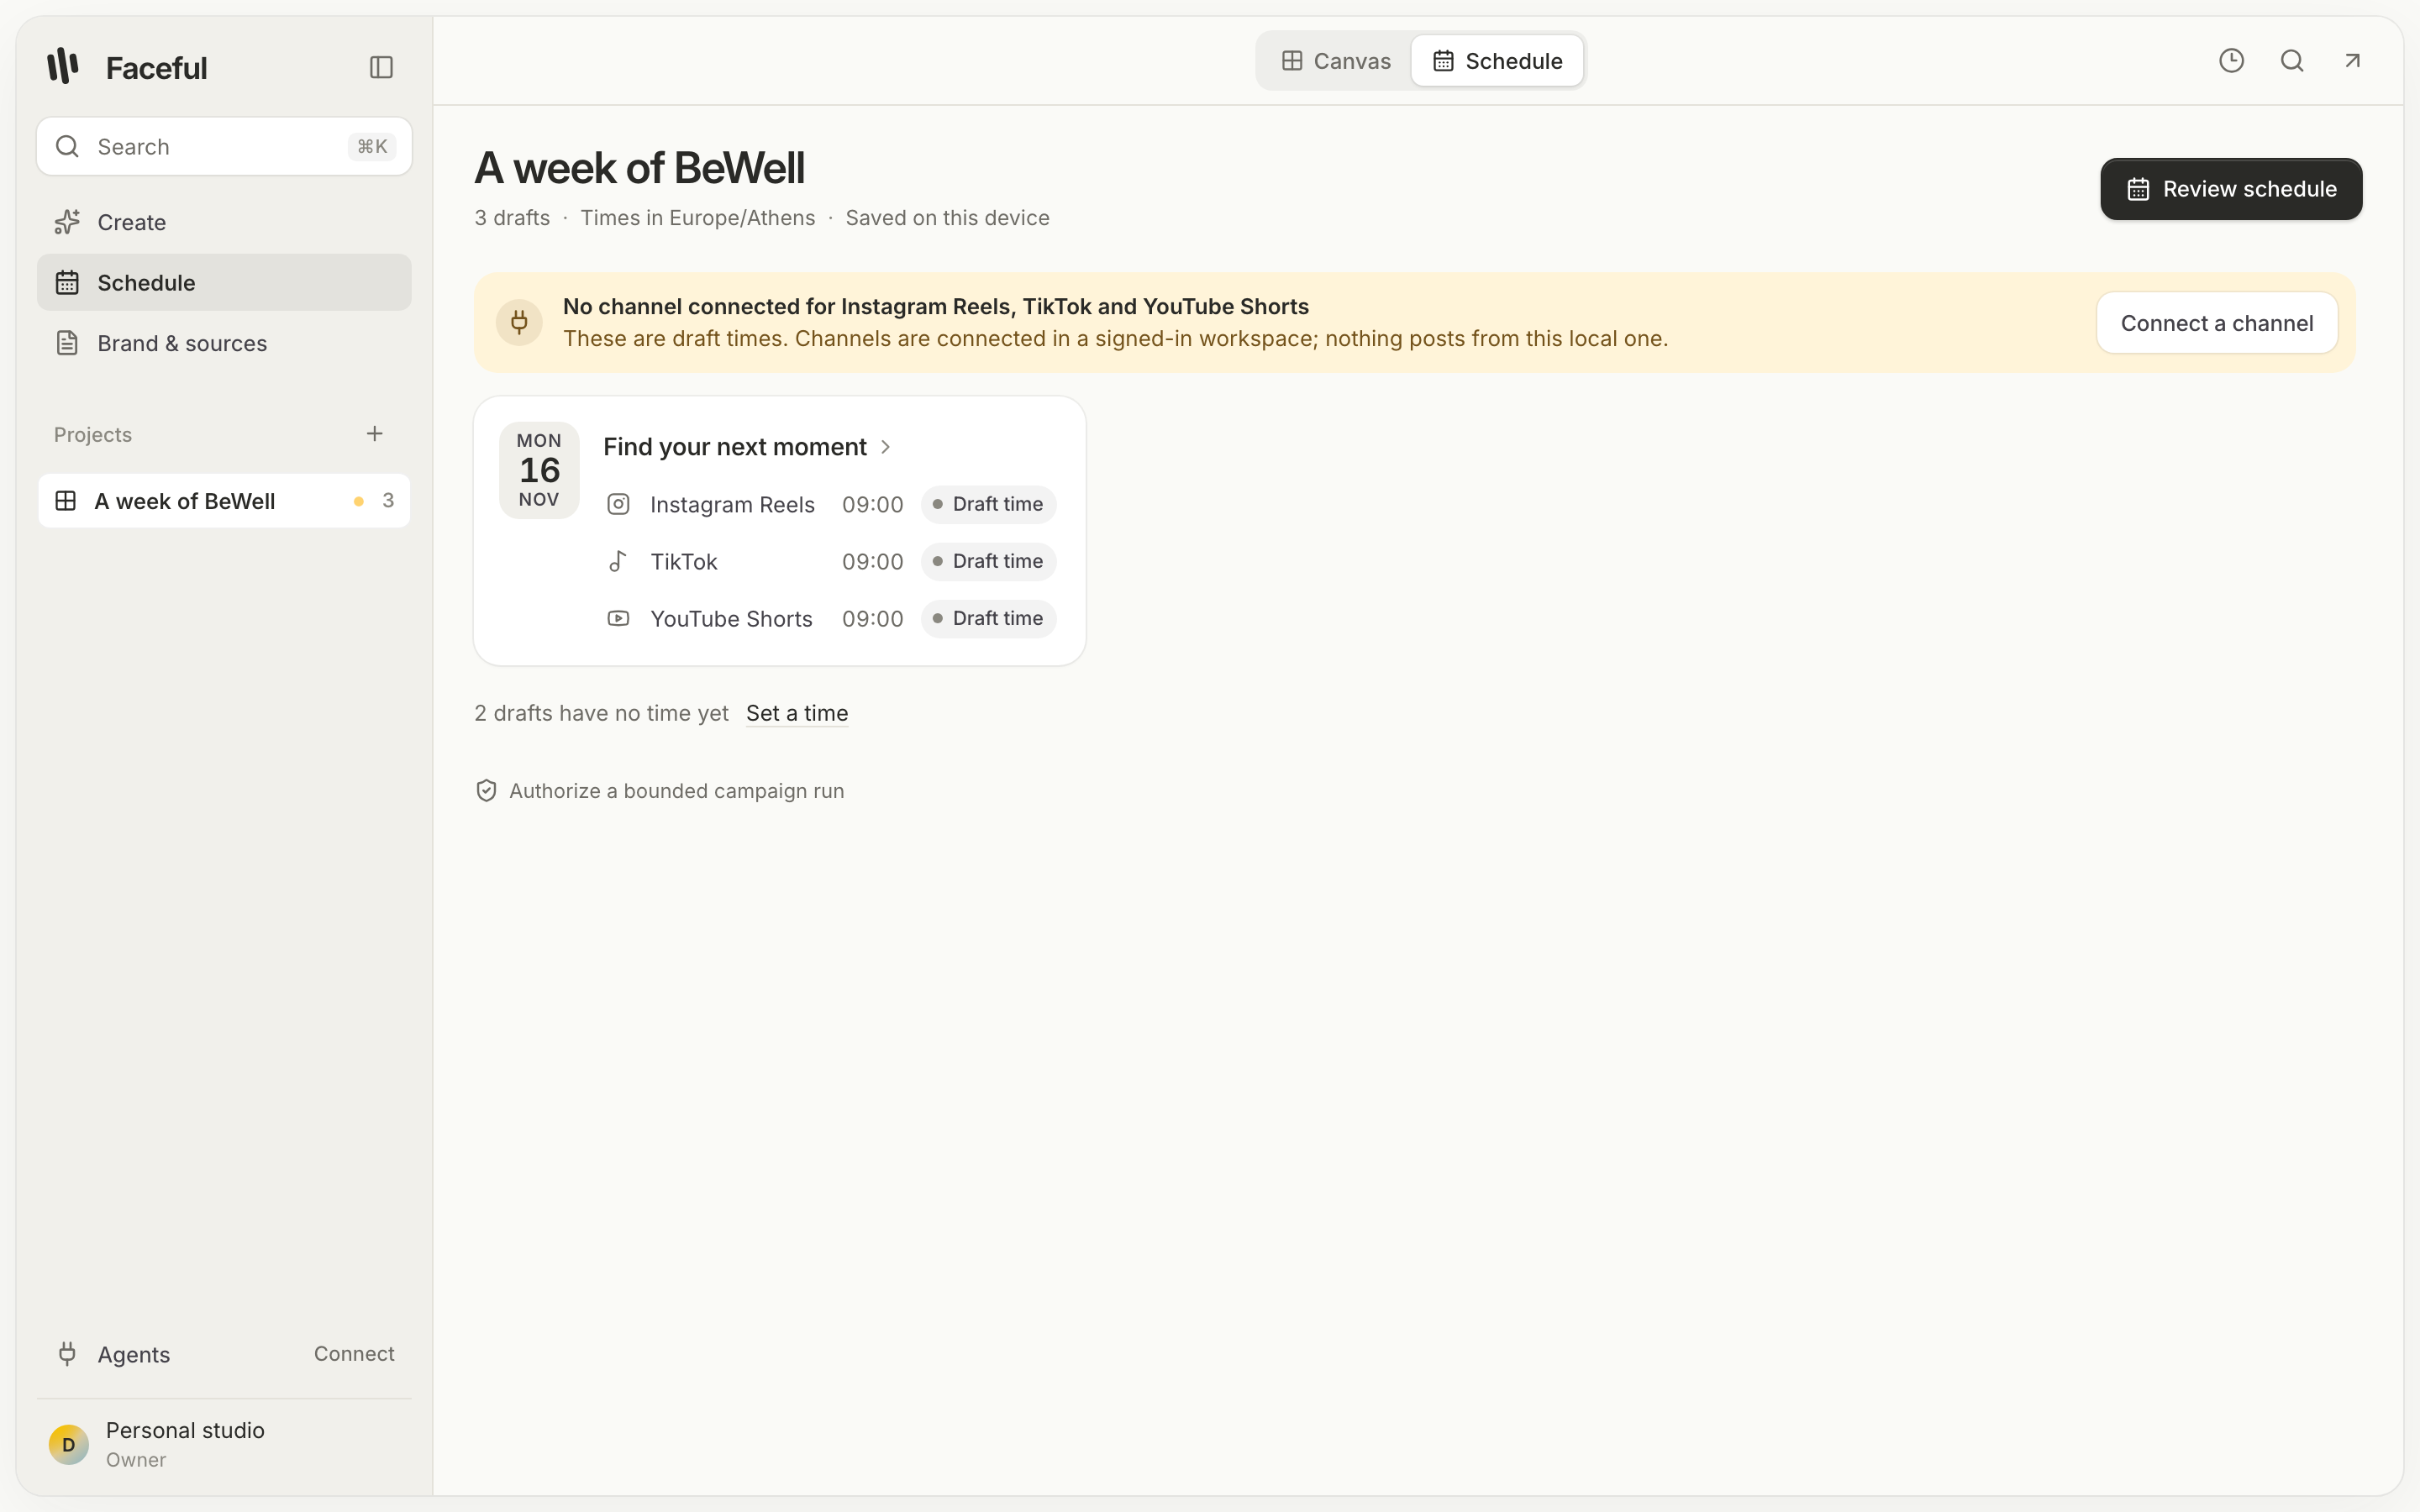 Faceful
Search ⌘K
Create
Schedule
Brand & sources
Projects
A week of BeWell 3
Agents Connect
D
Personal studio
Owner
Canvas Schedule
A week of BeWell
3 drafts · Times in Europe/Athens · Saved on this device
Review schedule
No channel connected for Instagram Reels, TikTok and YouTube Shorts
These are draft times. Channels are connected in a signed-in workspace; nothing posts from this local one.
Connect a channel
MON
16
NOV
Find your next moment
Instagram Reels 09:00 Draft time
TikTok 09:00 Draft time
YouTube Shorts 09:00 Draft time
2 drafts have no time yet Set a time
Authorize a bounded campaign run